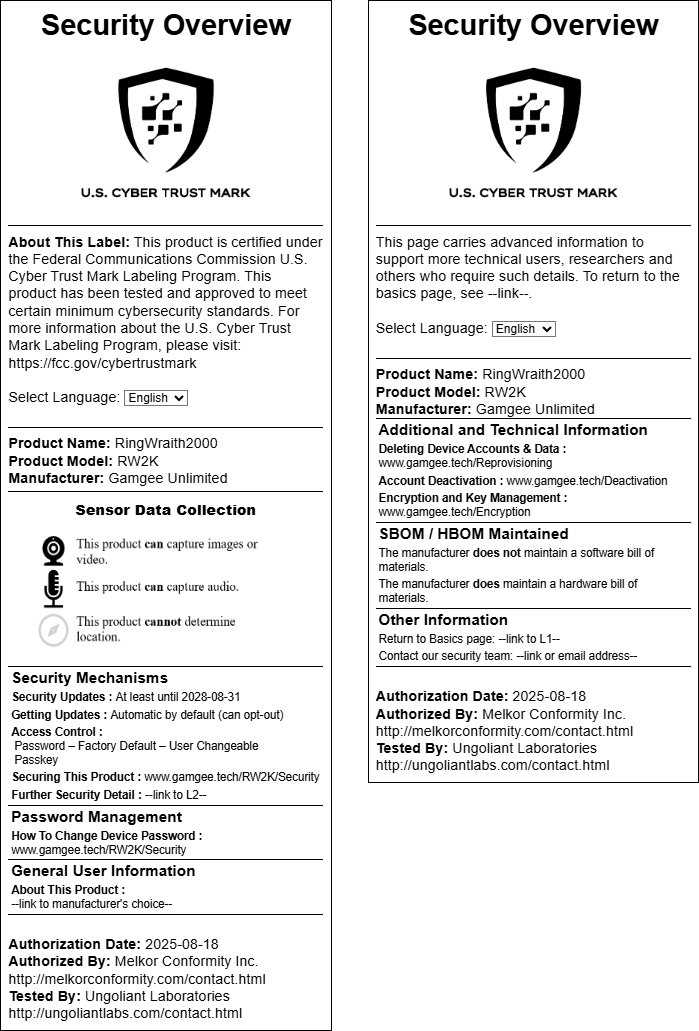 Security Overview
U.S. CYBER TRUST MARK
About This Label: This product is certified under
the Federal Communications Commission U.S.
Cyber Trust Mark Labeling Program. This
product has been tested and approved to meet
certain minimum cybersecurity standards. For
more information about the U.S. Cyber Trust
Mark Labeling Program, please visit:
https://fcc.gov/cybertrustmark
Select Language: English
Product Name: RingWraith2000
Product Model: RW2K
Manufacturer: Gamgee Unlimited
Sensor Data Collection
This product can capture images or
video.
This product can capture audio.
This product cannot determine
location.
Security Mechanisms
Security Updates : At least until 2028-08-31
Getting Updates : Automatic by default (can opt-out)
Access Control :
Password – Factory Default – User Changeable
Passkey
Securing This Product : www.gamgee.tech/RW2K/Security
Further Security Detail : --link to L2--
Password Management
How To Change Device Password :
www.gamgee.tech/RW2K/Security
General User Information
About This Product :
--link to manufacturer's choice--
Authorization Date: 2025-08-18
Authorized By: Melkor Conformity Inc.
http://melkorconformity.com/contact.html
Tested By: Ungoliant Laboratories
http://ungoliantlabs.com/contact.html
Security Overview
U.S. CYBER TRUST MARK
This page carries advanced information to
support more technical users, researchers and
others who require such details. To return to the
basics page, see --link--.
Select Language: English
Product Name: RingWraith2000
Product Model: RW2K
Manufacturer: Gamgee Unlimited
Additional and Technical Information
Deleting Device Accounts & Data :
www.gamgee.tech/Reprovisioning
Account Deactivation : www.gamgee.tech/Deactivation
Encryption and Key Management :
www.gamgee.tech/Encryption
SBOM / HBOM Maintained
The manufacturer does not maintain a software bill of
materials.
The manufacturer does maintain a hardware bill of
materials.
Other Information
Return to Basics page: --link to L1--
Contact our security team: --link or email address--
Authorization Date: 2025-08-18
Authorized By: Melkor Conformity Inc.
http://melkorconformity.com/contact.html
Tested By: Ungoliant Laboratories
http://ungoliantlabs.com/contact.html